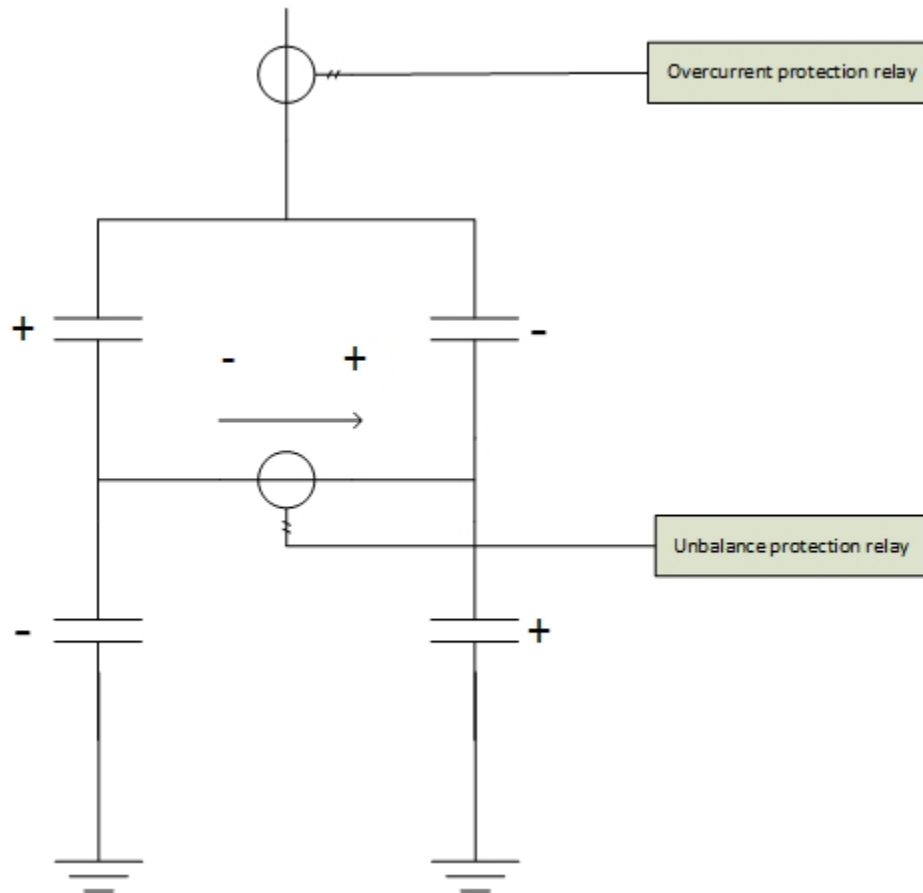 Overcurrent protection relay
+ -
- +
Unbalance protection relay
- +